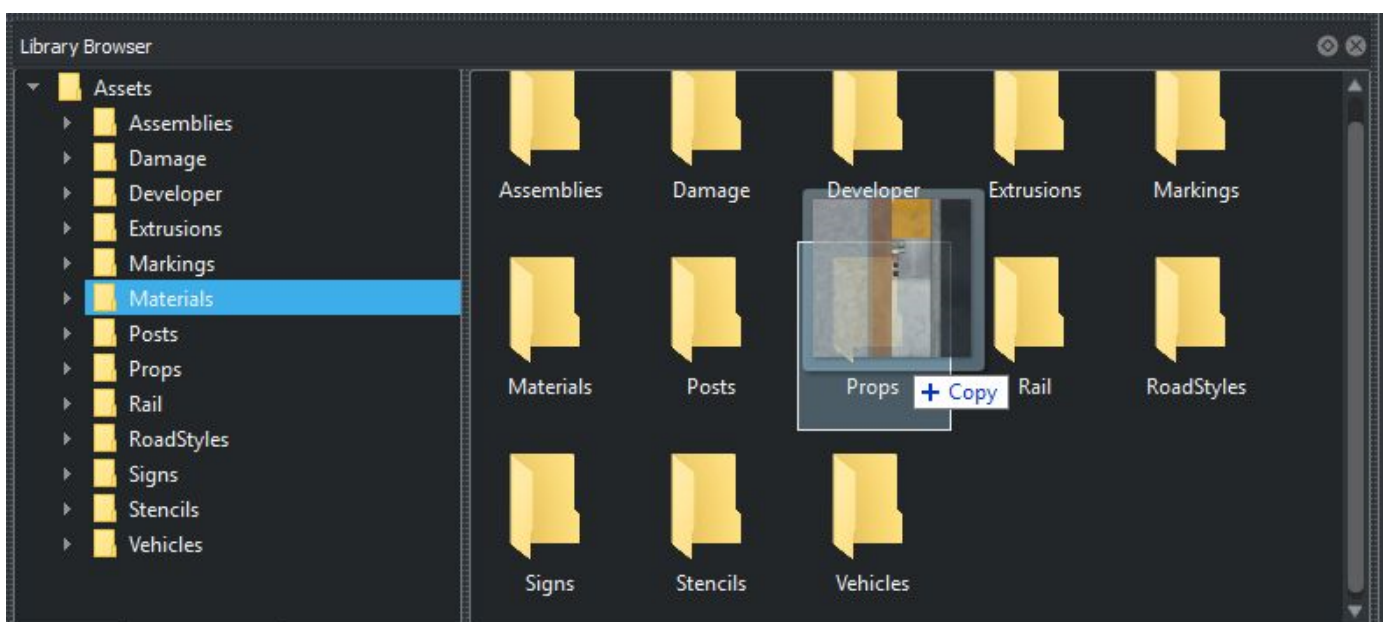 Library Browser
Assets
Assemblies
Damage
Developer
Extrusions
Markings
Materials
Posts
Props
Rail
RoadStyles
Signs
Stencils
Vehicles
Assemblies Damage Developer Extrusions Markings
Materials Posts Props + Copy Rail RoadStyles
Signs Stencils Vehicles